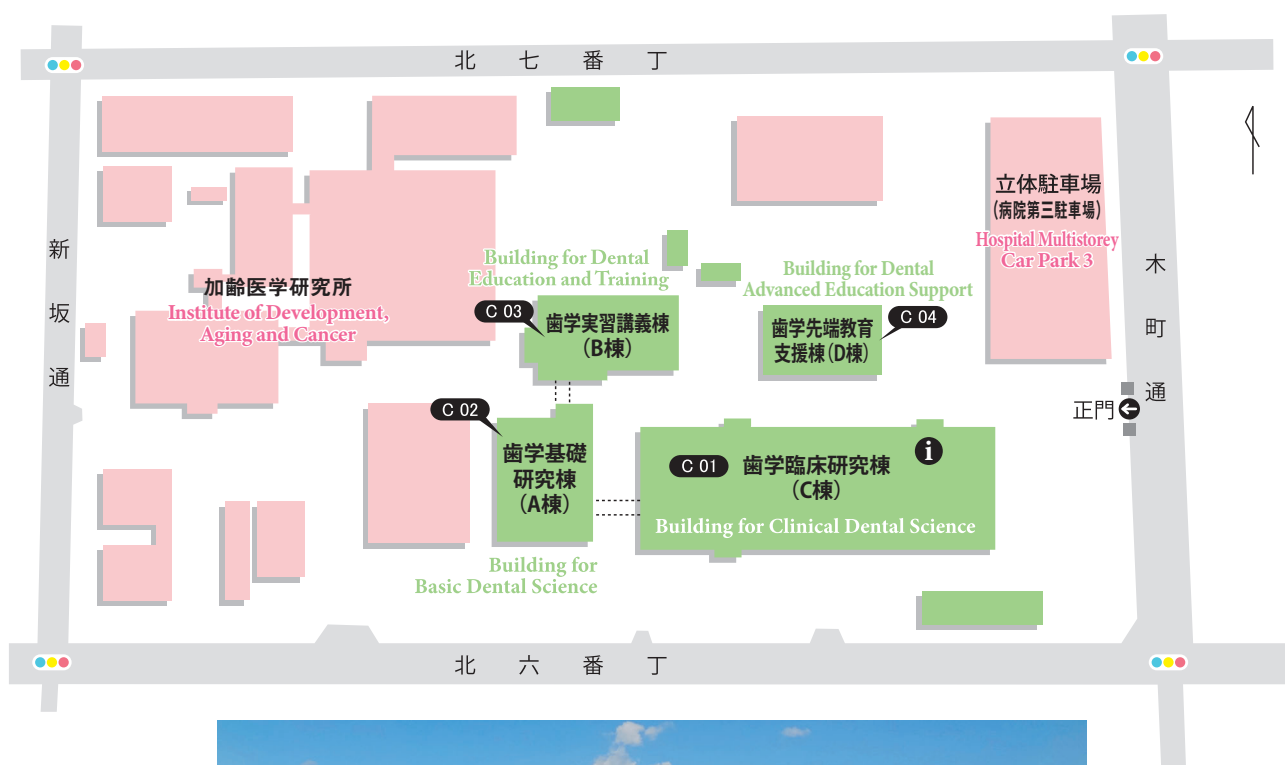 北七番丁
立体駐車場
(病院第三駐車場)
Hospital Multistorey
Car Park 3
新坂通
木町通
加齢医学研究所
Institute of Development,
Aging and Cancer
Building for Dental
Education and Training
C 03
歯学実習講義棟
(B棟)
Building for Dental
Advanced Education Support
C 04
歯学先端教育
支援棟(D棟)
正門
C 02
歯学基礎
研究棟
(A棟)
Building for
Basic Dental Science
C 01
歯学臨床研究棟
(C棟)
i
Building for Clinical Dental Science
北六番丁